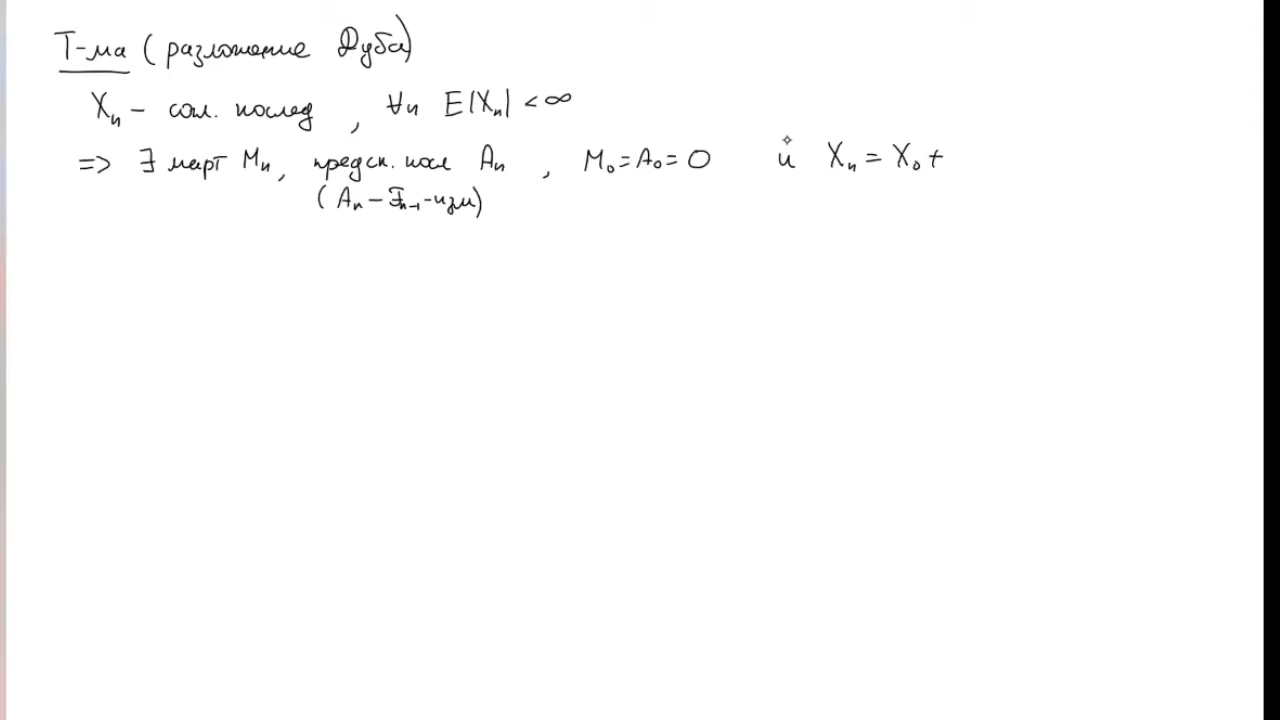 Т-ма (разложение Дуба)
Xₙ – согл. послед, ∀n E|Xₙ| < ∞
=> ∃ март Mₙ, предск. посл Aₙ, M₀ = A₀ = 0 и Xₙ = X₀ +
(Aₙ – ℱₙ₋₁-изм)